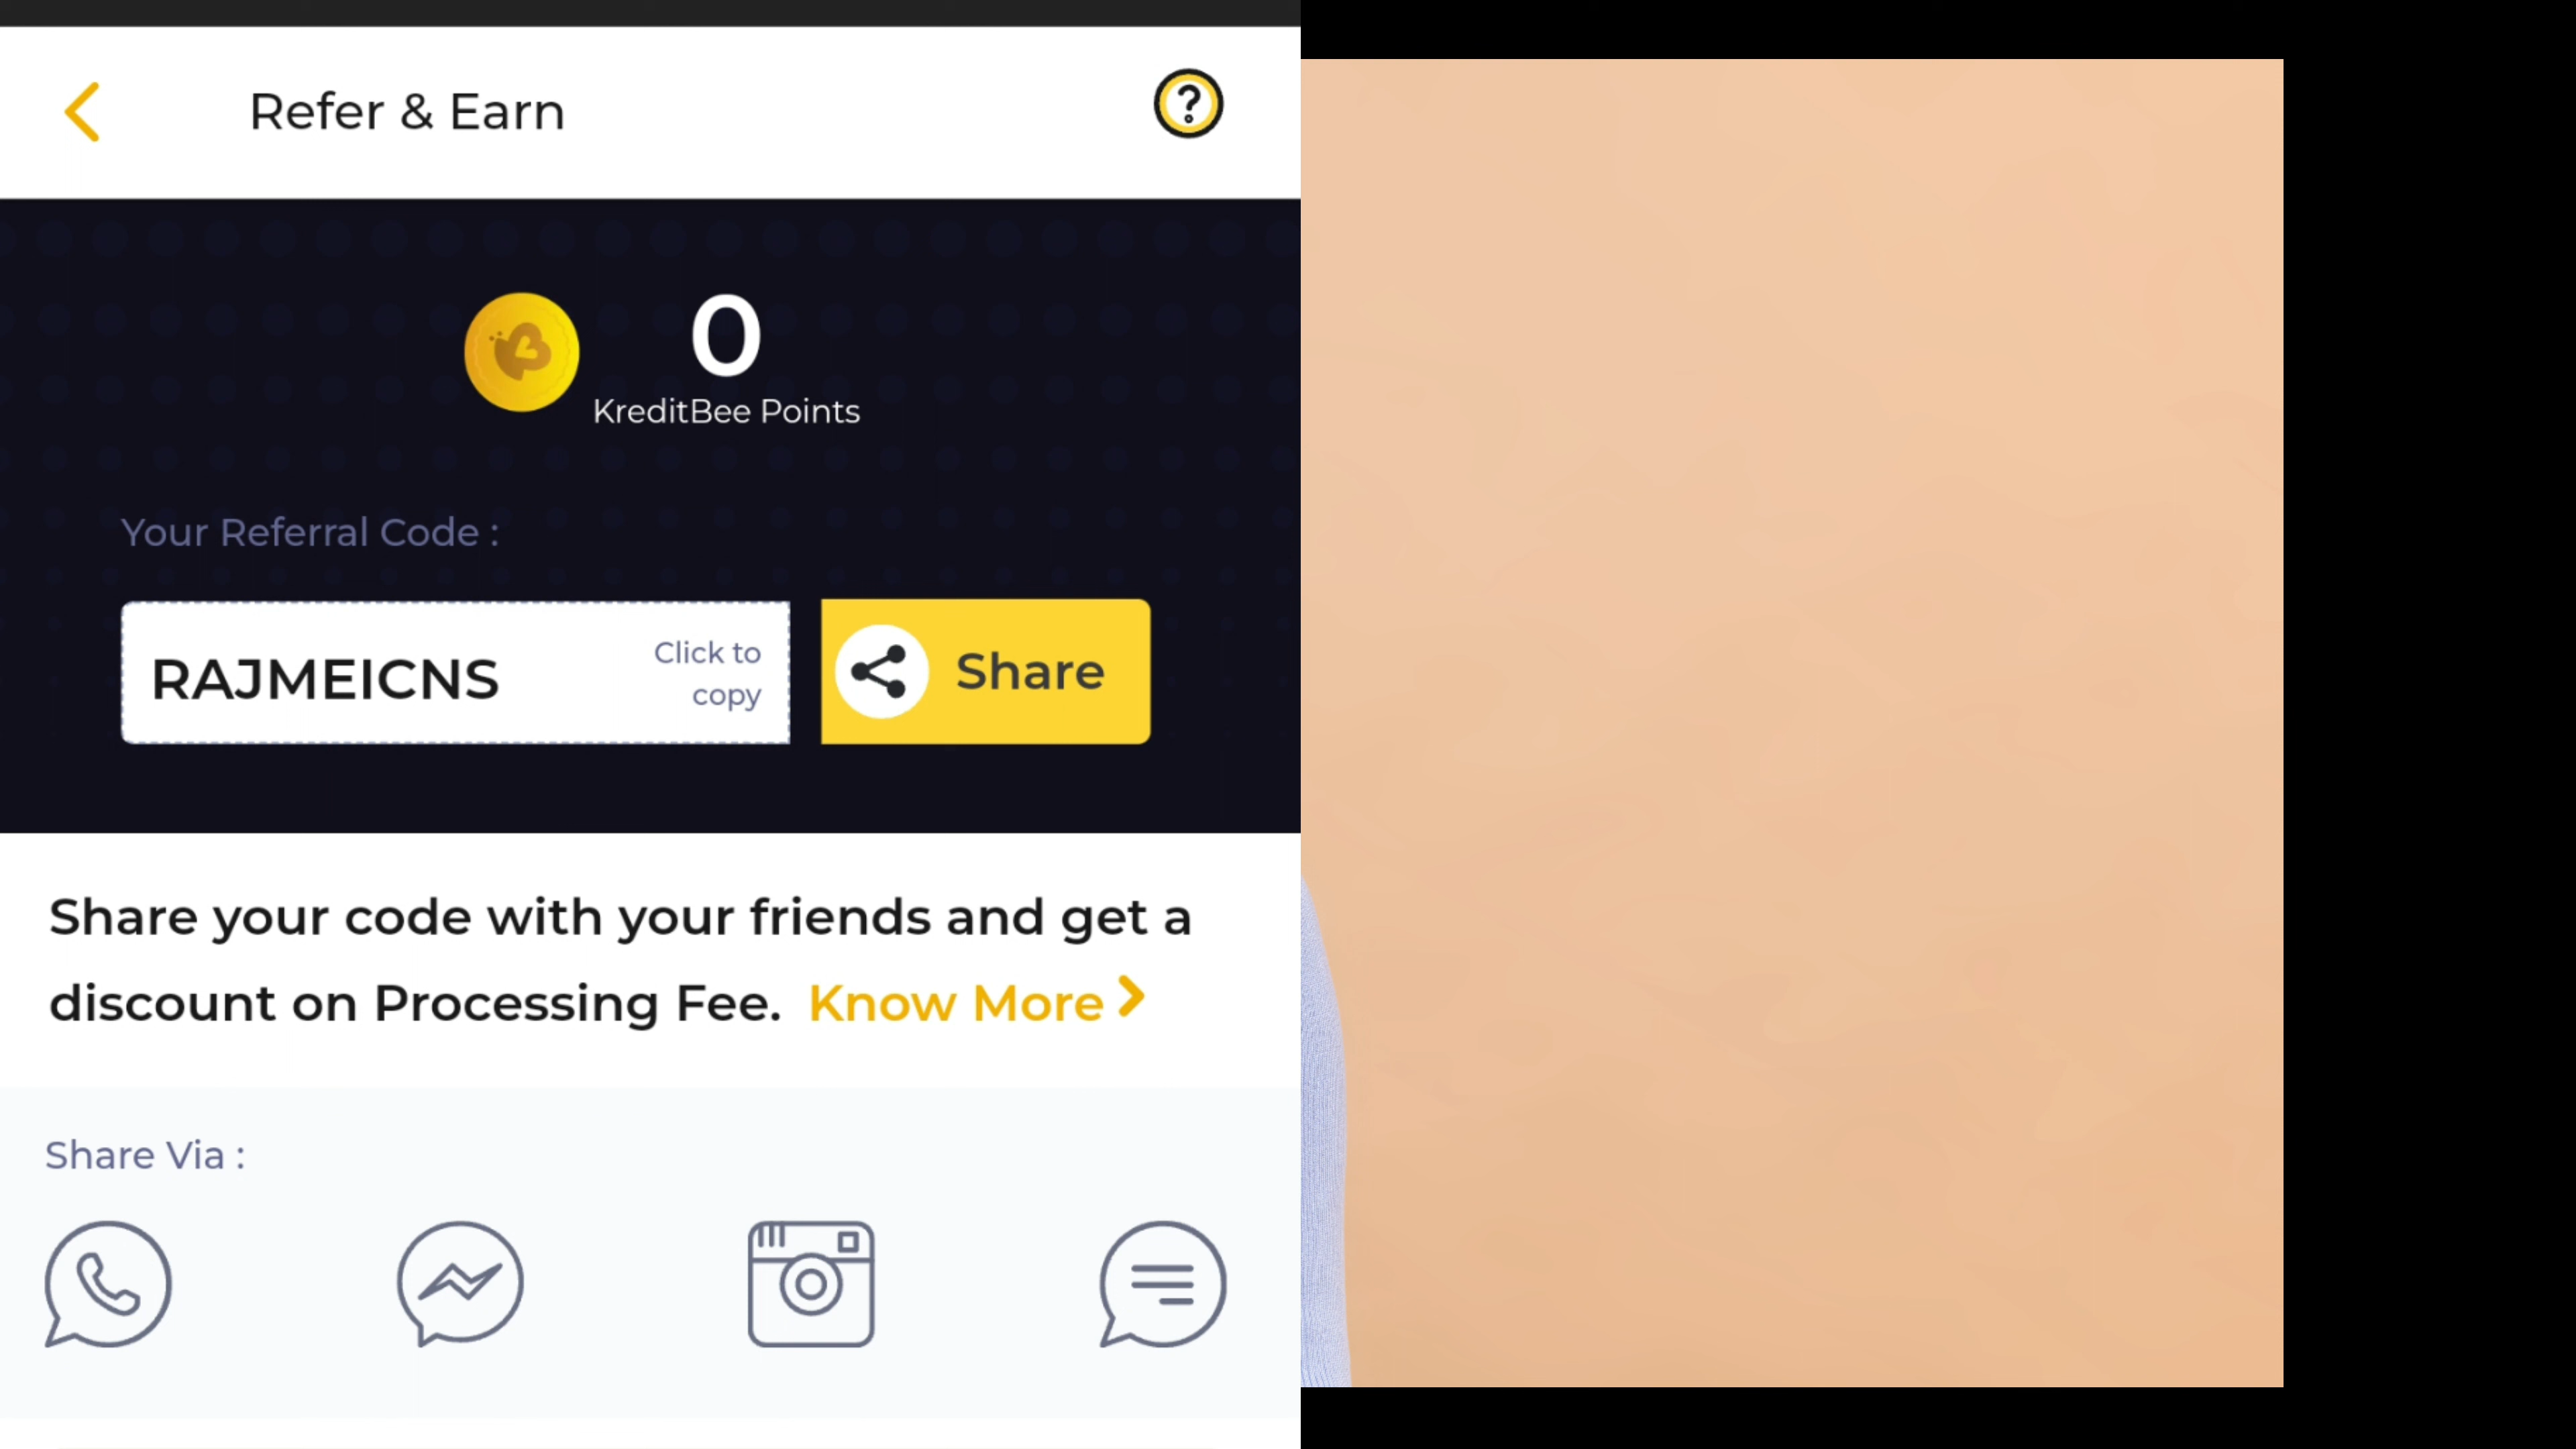 Refer & Earn
0
KreditBee Points
Your Referral Code :
RAJMEICNS
Click to
copy
Share
Share your code with your friends and get a
discount on Processing Fee. Know More
Share Via :